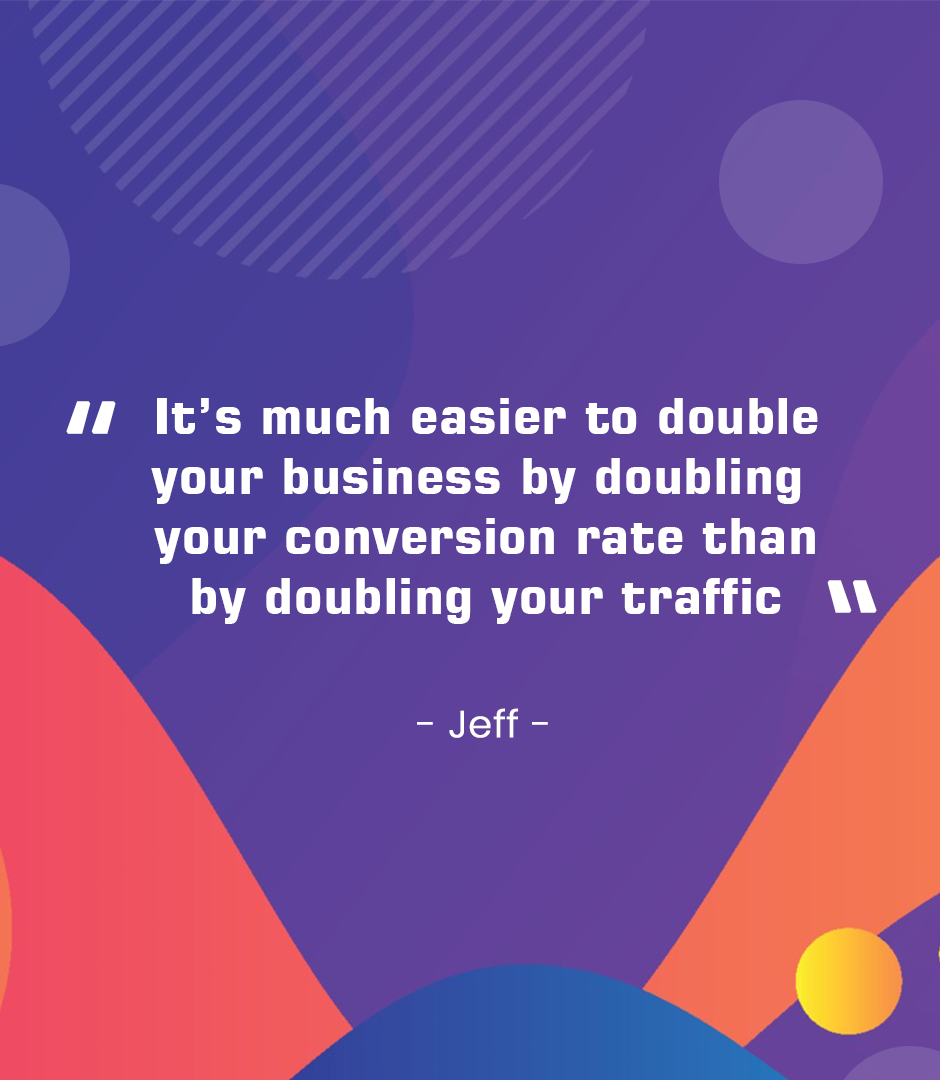 " It’s much easier to double
your business by doubling
your conversion rate than
by doubling your traffic "
- Jeff -